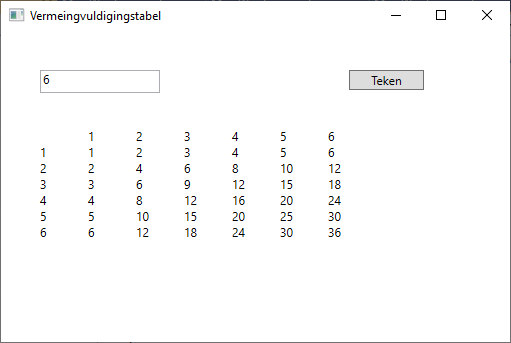 Vermeingvuldigingstabel
6 Teken
1 2 3 4 5 6
1 1 2 3 4 5 6
2 2 4 6 8 10 12
3 3 6 9 12 15 18
4 4 8 12 16 20 24
5 5 10 15 20 25 30
6 6 12 18 24 30 36